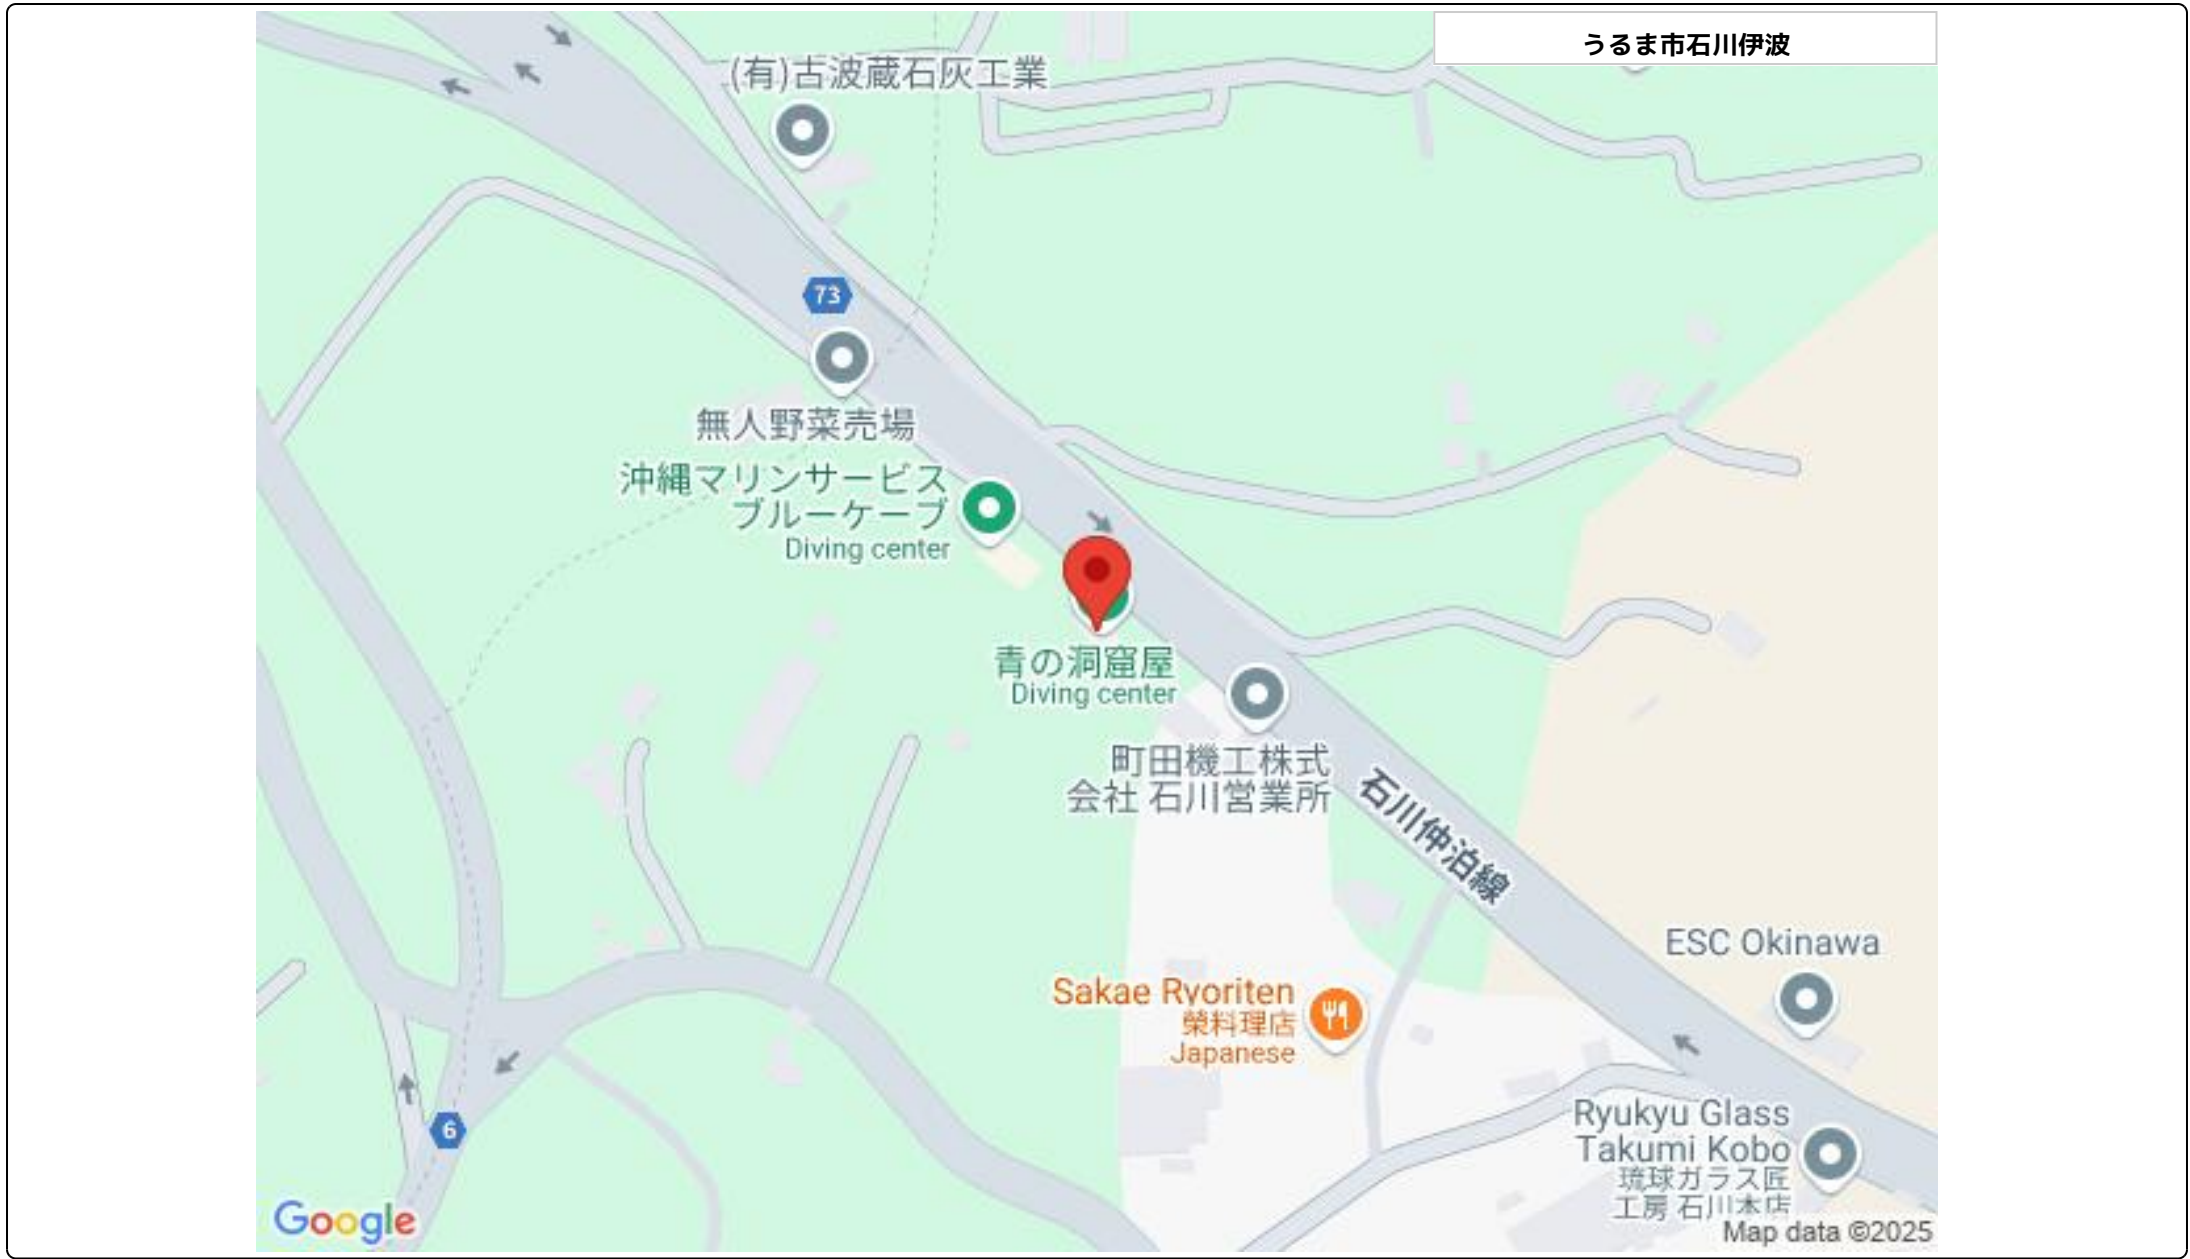 うるま市石川伊波
(有)古波蔵石灰工業
73
無人野菜売場
沖縄マリンサービス
ブルーケーブ
Diving center
青の洞窟屋
Diving center
町田機工株式
会社 石川営業所
石川仲泊線
ESC Okinawa
Sakae Ryoriten
榮料理店
Japanese
6
Ryukyu Glass
Takumi Kobo
琉球ガラス匠
工房 石川本店
Google
Map data ©2025